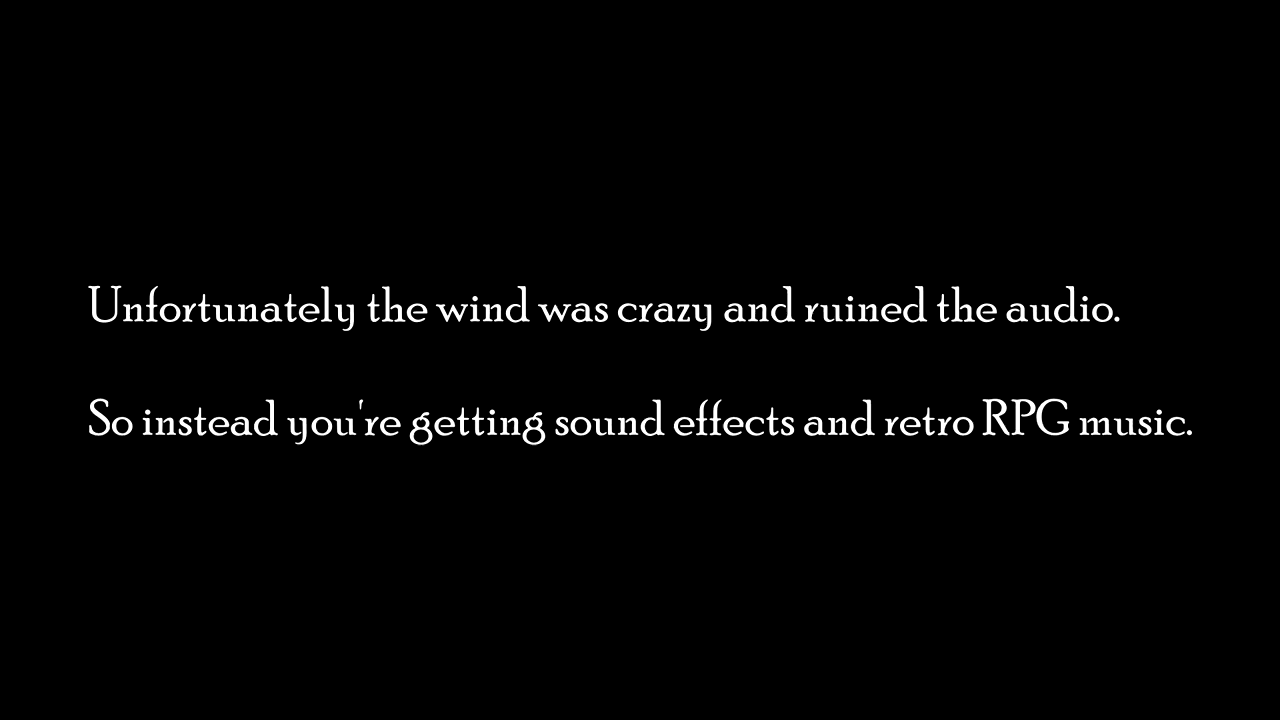 Unfortunately the wind was crazy and ruined the audio.
So instead you're getting sound effects and retro RPG music.